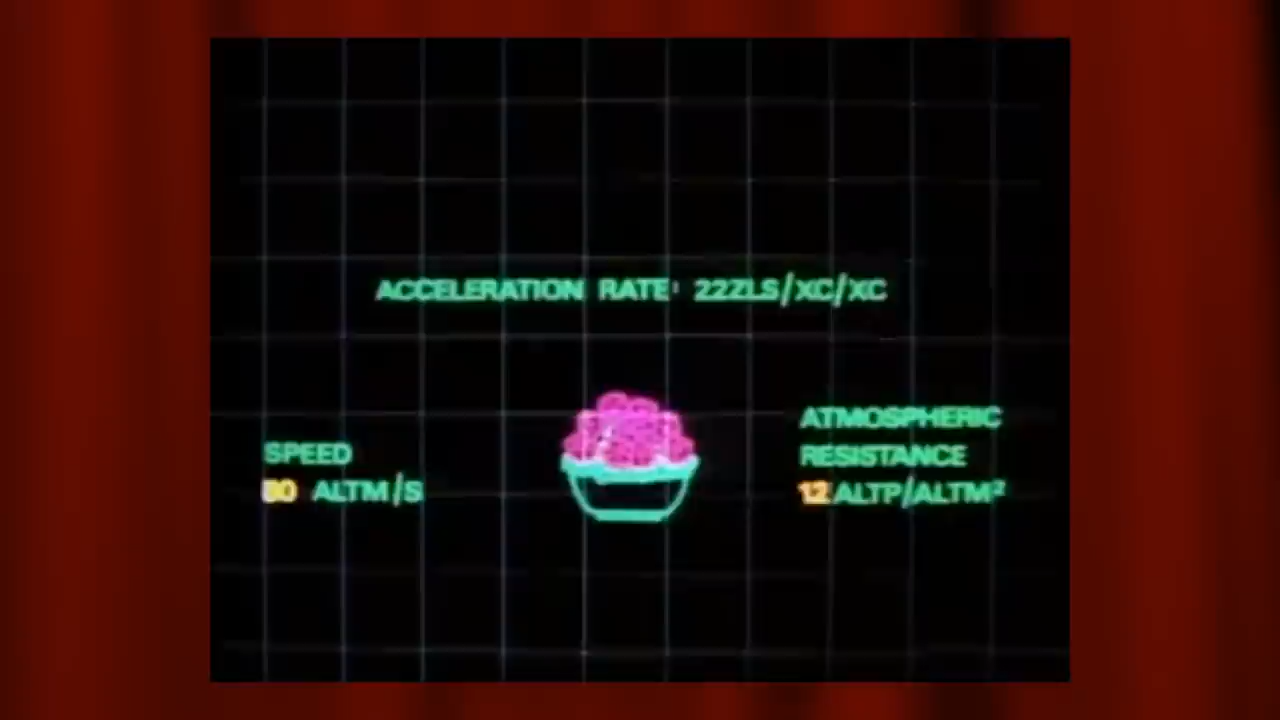 ACCELERATION RATE: 22ZLS/XC/XC
SPEED
ALTM/S
ATMOSPHERIC
RESISTANCE
12 ALTP/ALTM²